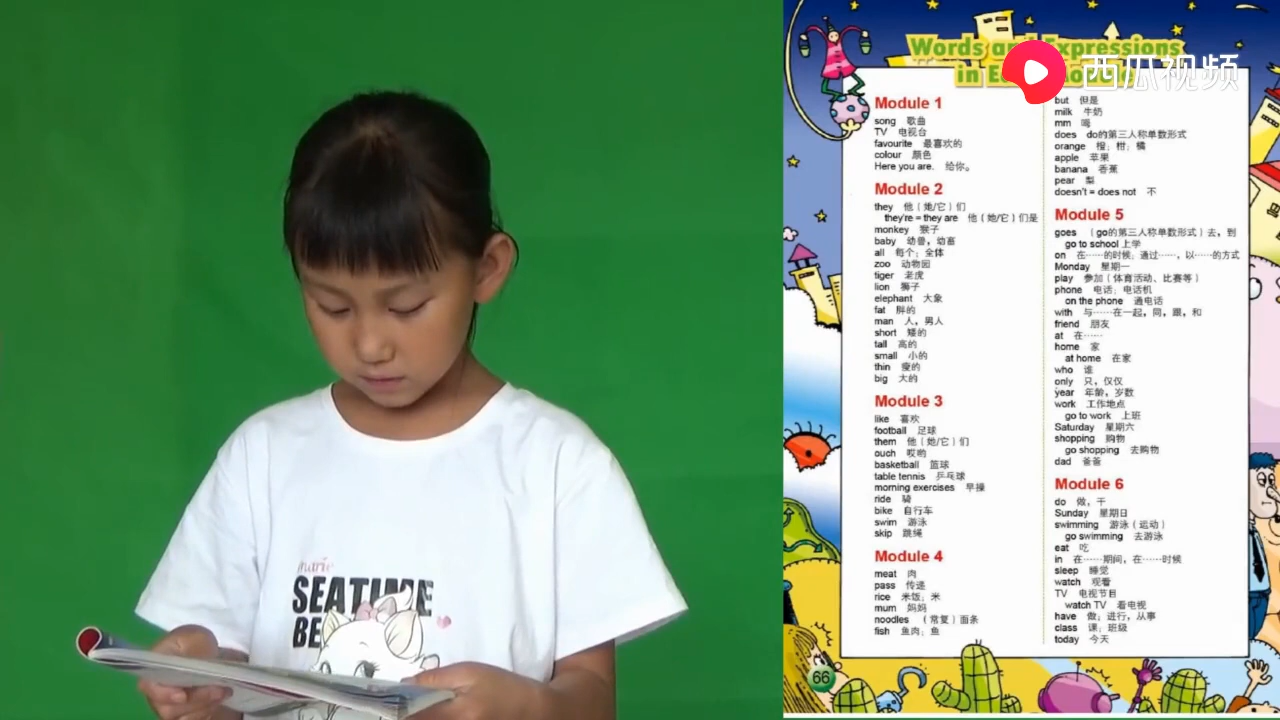 Words and Expressions
in E
西瓜视频
Module 1
song 歌曲
TV 电视台
favourite 最喜欢的
colour 颜色
Here you are. 给你。
Module 2
they 他（她/它）们
they're = they are 他（她/它）们是
monkey 猴子
baby 幼兽，幼畜
all 每个；全体
zoo 动物园
tiger 老虎
lion 狮子
elephant 大象
fat 胖的
man 人，男人
short 矮的
tall 高的
small 小的
thin 瘦的
big 大的
Module 3
like 喜欢
football 足球
them 他（她/它）们
ouch 哎哟
basketball 篮球
table tennis 乒乓球
morning exercises 早操
ride 骑
bike 自行车
swim 游泳
skip 跳绳
Module 4
meat 肉
pass 传递
rice 米饭；米
mum 妈妈
noodles （常复）面条
fish 鱼肉；鱼
but 但是
milk 牛奶
mm 嗯
does do的第三人称单数形式
orange 橙；柑；橘
apple 苹果
banana 香蕉
pear 梨
doesn't = does not 不
Module 5
goes （go的第三人称单数形式）去，到
go to school 上学
on 在……的时候；通过……，以……的方式
Monday 星期一
play 参加（体育活动、比赛等）
phone 电话；电话机
on the phone 通电话
with 与……在一起，同，跟，和
friend 朋友
at 在……
home 家
at home 在家
who 谁
only 只，仅仅
year 年龄，岁数
work 工作地点
go to work 上班
Saturday 星期六
shopping 购物
go shopping 去购物
dad 爸爸
Module 6
do 做，干
Sunday 星期日
swimming 游泳（运动）
go swimming 去游泳
eat 吃
in 在……期间，在……时候
sleep 睡觉
watch 观看
TV 电视节目
watch TV 看电视
have 做；进行，从事
class 课；班级
today 今天
66
marie
SEATIME
BE